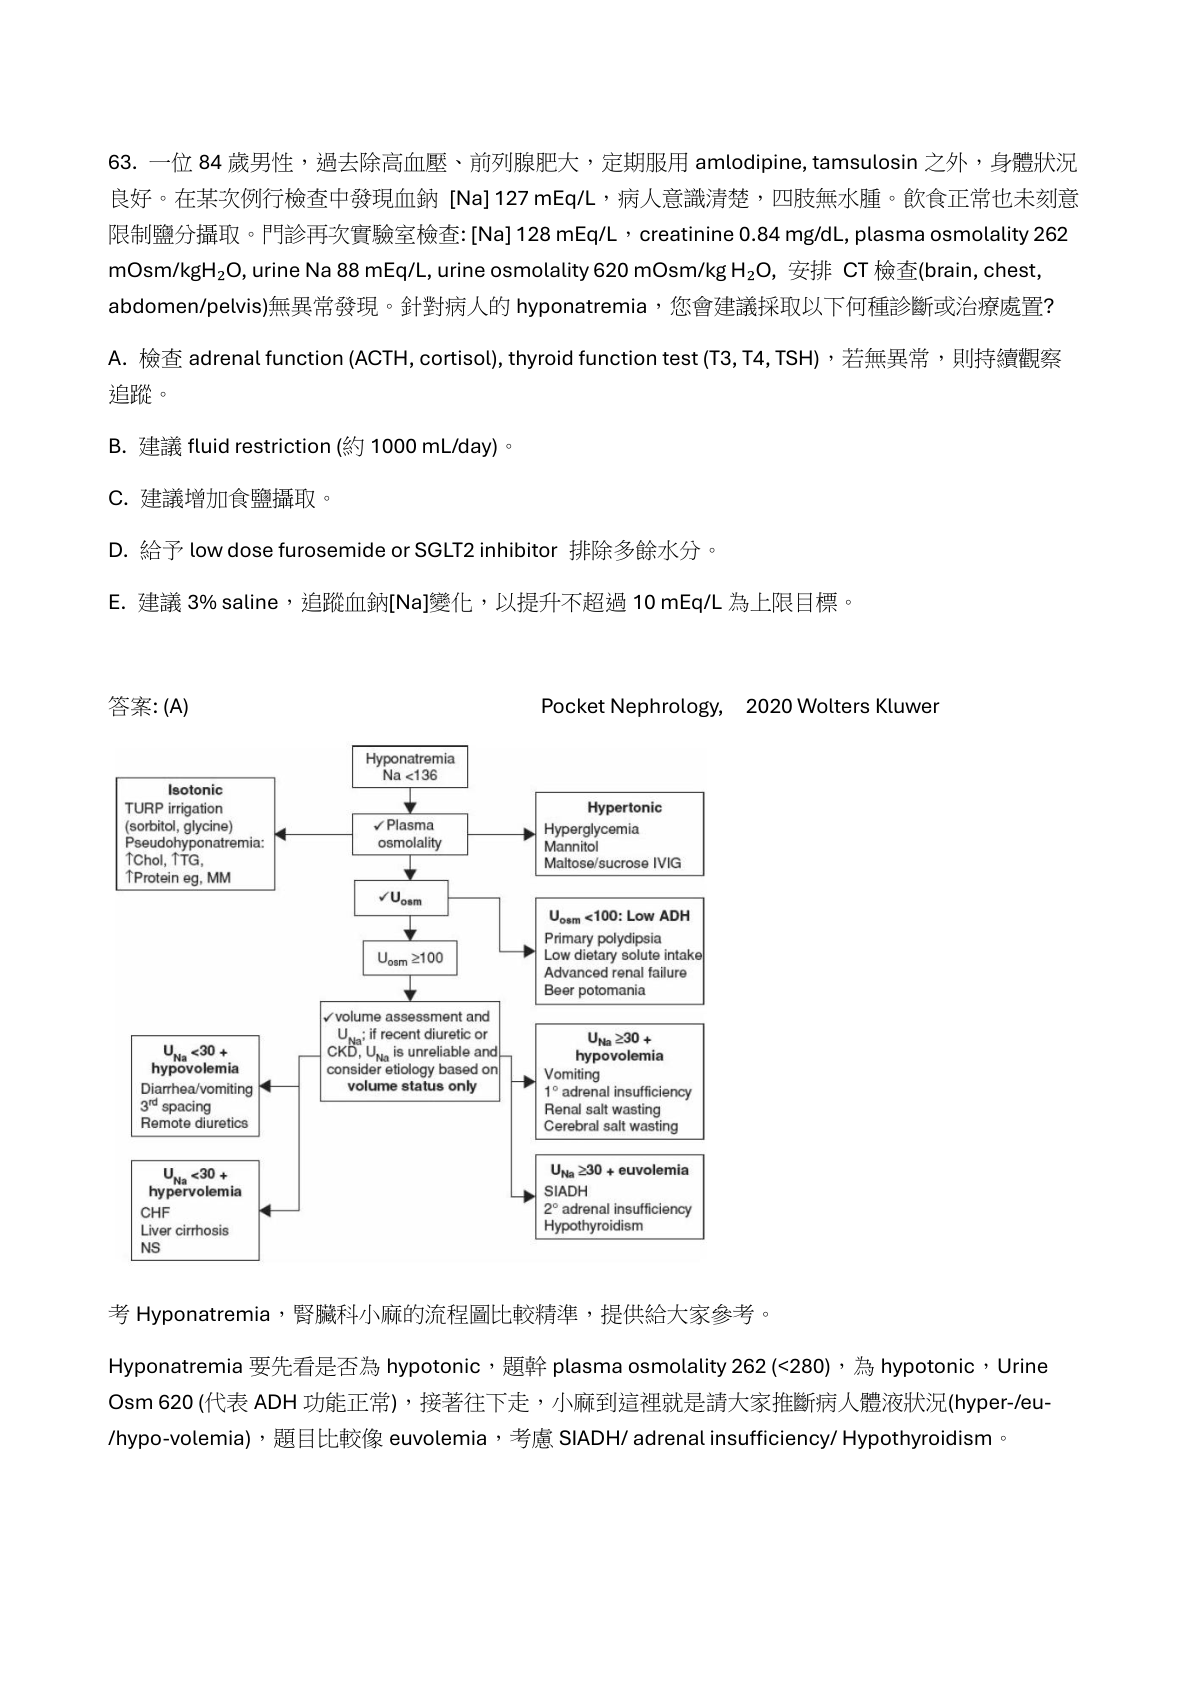 63. 一位 84 歲男性，過去除高血壓、前列腺肥大，定期服用 amlodipine, tamsulosin 之外，身體狀況
良好。在某次例行檢查中發現血鈉 [Na] 127 mEq/L，病人意識清楚，四肢無水腫。飲食正常也未刻意
限制鹽分攝取。門診再次實驗室檢查: [Na] 128 mEq/L，creatinine 0.84 mg/dL, plasma osmolality 262
mOsm/kgH₂O, urine Na 88 mEq/L, urine osmolality 620 mOsm/kg H₂O, 安排 CT 檢查(brain, chest,
abdomen/pelvis)無異常發現。針對病人的 hyponatremia，您會建議採取以下何種診斷或治療處置?
A. 檢查 adrenal function (ACTH, cortisol), thyroid function test (T3, T4, TSH)，若無異常，則持續觀察
追蹤。
B. 建議 fluid restriction (約 1000 mL/day)。
C. 建議增加食鹽攝取。
D. 給予 low dose furosemide or SGLT2 inhibitor 排除多餘水分。
E. 建議 3% saline，追蹤血鈉[Na]變化，以提升不超過 10 mEq/L 為上限目標。
答案: (A) Pocket Nephrology, 2020 Wolters Kluwer
Hyponatremia
Na <136
Isotonic
TURP irrigation
(sorbitol, glycine)
Pseudohyponatremia:
↑Chol, ↑TG,
↑Protein eg, MM
✓Plasma
osmolality
Hypertonic
Hyperglycemia
Mannitol
Maltose/sucrose IVIG
✓Uosm
Uosm <100: Low ADH
Primary polydipsia
Low dietary solute intake
Advanced renal failure
Beer potomania
Uosm ≥100
✓volume assessment and
UNa; if recent diuretic or
CKD, UNa is unreliable and
consider etiology based on
volume status only
UNa <30 +
hypovolemia
Diarrhea/vomiting
3rd spacing
Remote diuretics
UNa ≥30 +
hypovolemia
Vomiting
1° adrenal insufficiency
Renal salt wasting
Cerebral salt wasting
UNa <30 +
hypervolemia
CHF
Liver cirrhosis
NS
UNa ≥30 + euvolemia
SIADH
2° adrenal insufficiency
Hypothyroidism
考 Hyponatremia，腎臟科小麻的流程圖比較精準，提供給大家參考。
Hyponatremia 要先看是否為 hypotonic，題幹 plasma osmolality 262 (<280)，為 hypotonic，Urine
Osm 620 (代表 ADH 功能正常)，接著往下走，小麻到這裡就是請大家推斷病人體液狀況(hyper-/eu-
/hypo-volemia)，題目比較像 euvolemia，考慮 SIADH/ adrenal insufficiency/ Hypothyroidism。